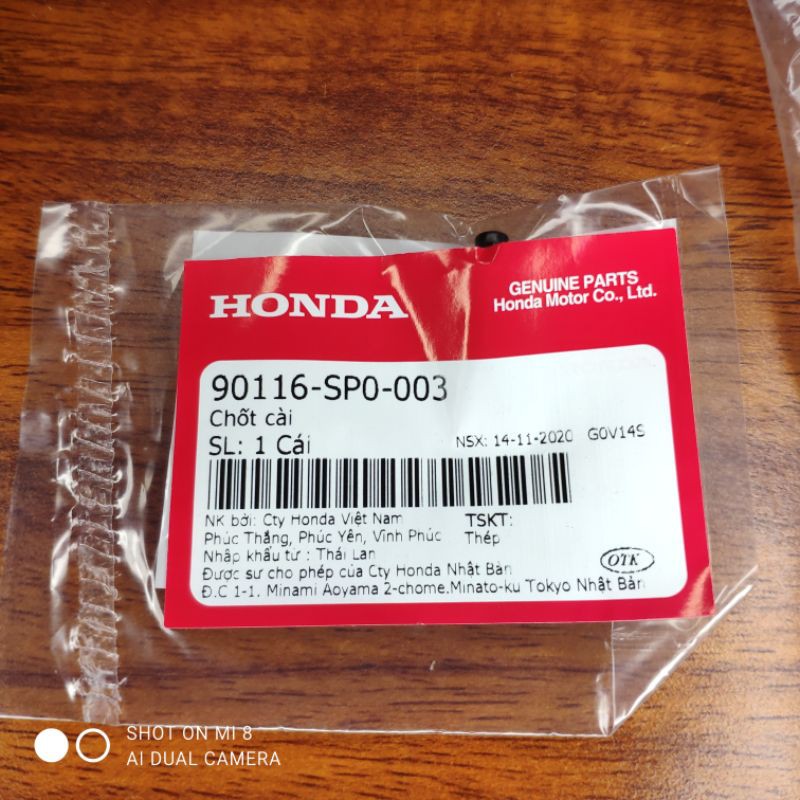 HONDA
GENUINE PARTS
Honda Motor Co., Ltd.
90116-SP0-003
Chốt cài
SL: 1 Cái
NSX: 14-11-2020 G0V14S
NK bởi: Cty Honda Việt Nam
TSKT:
Phúc Thắng, Phúc Yên, Vĩnh Phúc
Thép
Nhập khẩu từ : Thái Lan
Được sư cho phép của Cty Honda Nhật Bản
OTK
Đ.C 1-1. Minami Aoyama 2-chome.Minato-ku Tokyo Nhật Bản
SHOT ON MI 8
AI DUAL CAMERA